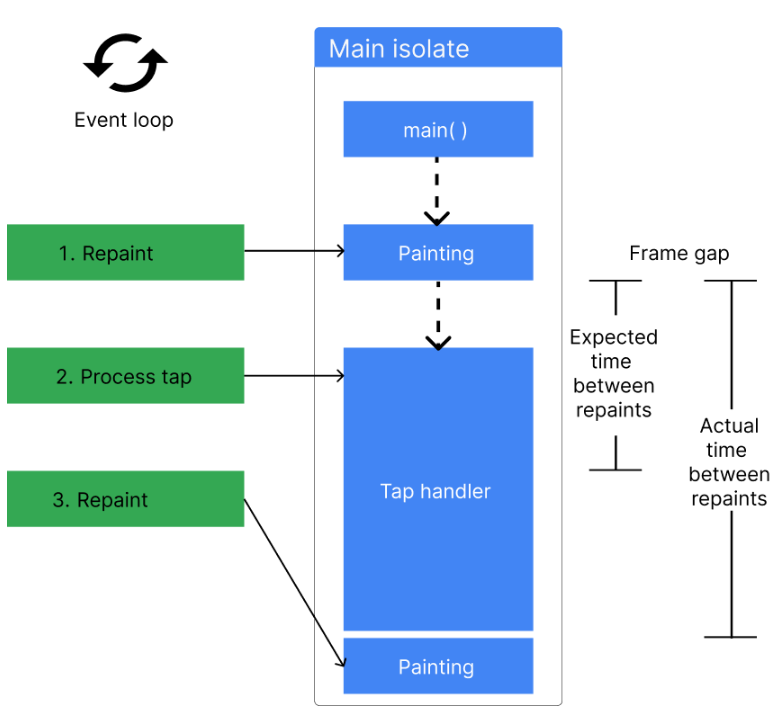 Main isolate
Event loop
main( )
1. Repaint
Painting
Frame gap
Expected
time
between
repaints
2. Process tap
Actual
time
between
repaints
3. Repaint
Tap handler
Painting